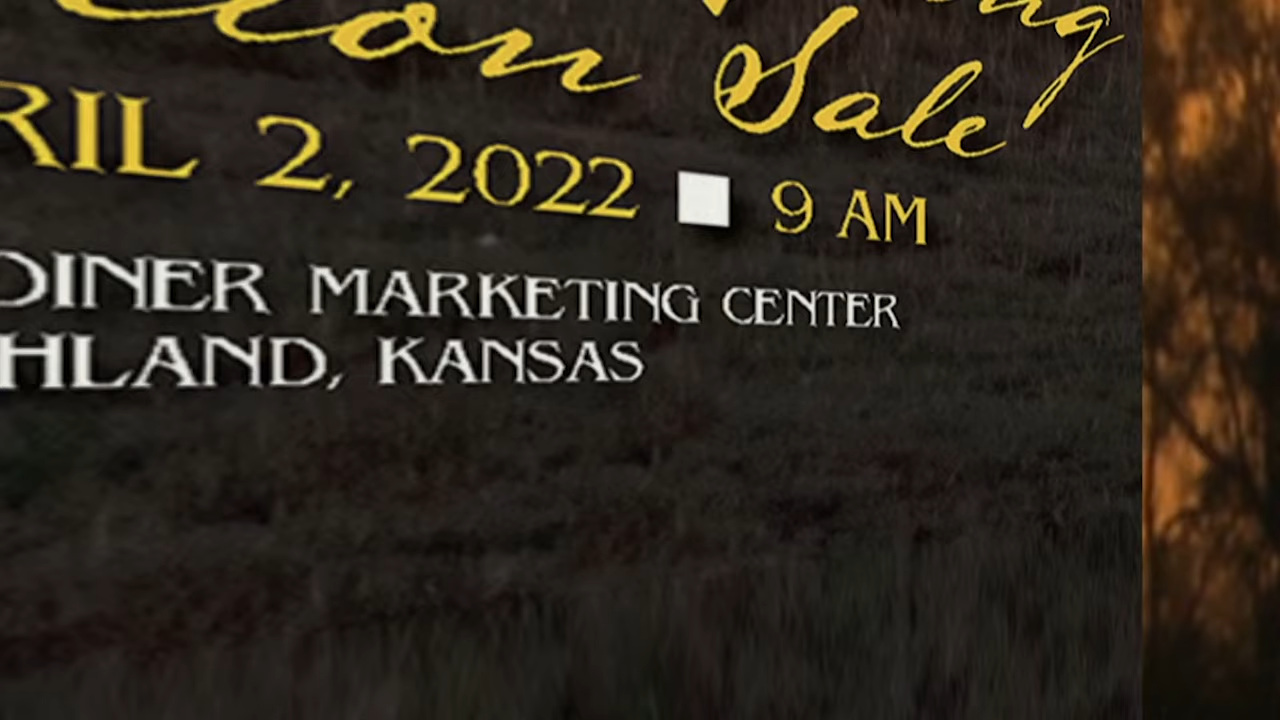 Sale
RIL 2, 2022 ■ 9 AM
DINER MARKETING CENTER
HLAND, KANSAS